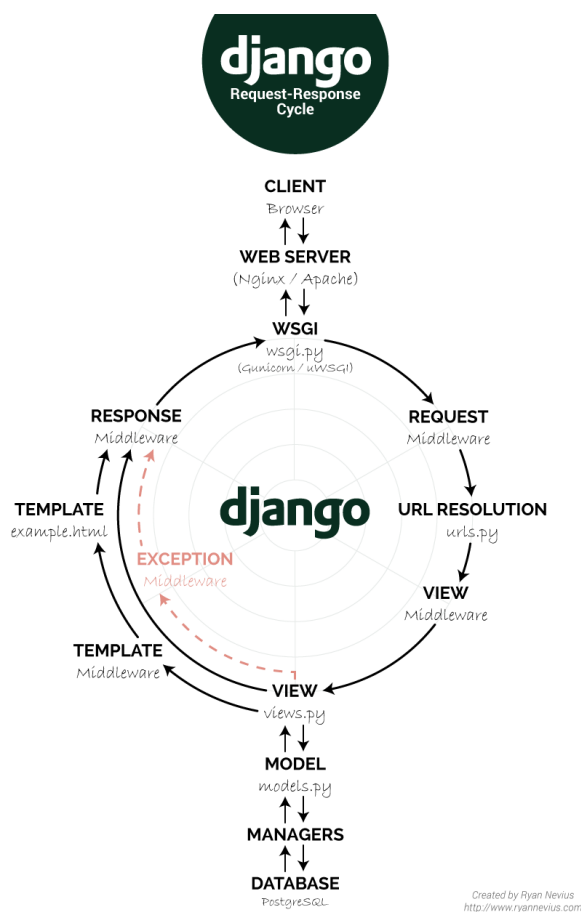 django
Request-Response
Cycle
CLIENT
Browser
WEB SERVER
(Nginx / Apache)
WSGI
wsgi.py
(Gunicorn / uWSGI)
RESPONSE
Middleware
REQUEST
Middleware
TEMPLATE
example.html
django
URL RESOLUTION
urls.py
EXCEPTION
Middleware
VIEW
Middleware
TEMPLATE
Middleware
VIEW
views.py
MODEL
models.py
MANAGERS
DATABASE
PostgreSQL
Created by Ryan Nevius
http://www.ryannevius.com